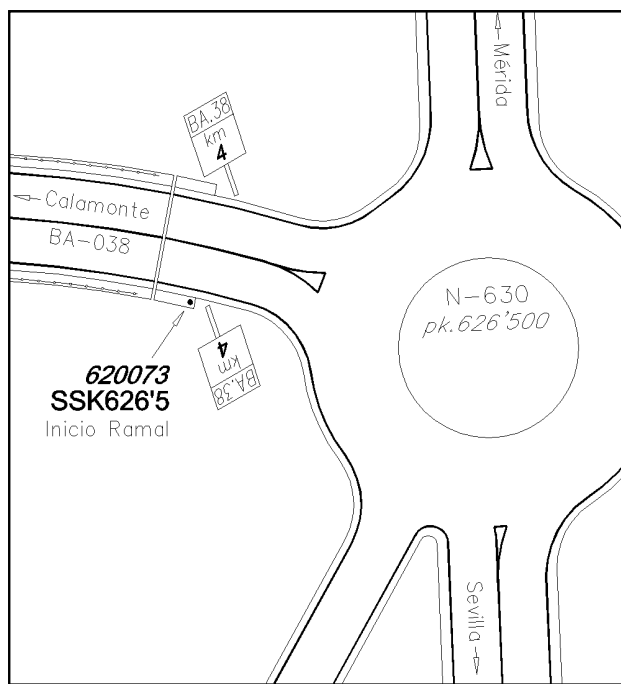 ←Mérida
BA.38
km
4
←Calamonte
BA-038
N-630
pk.626'500
620073
SSK626'5
Inicio Ramal
4
km
BA.38
Sevilla→